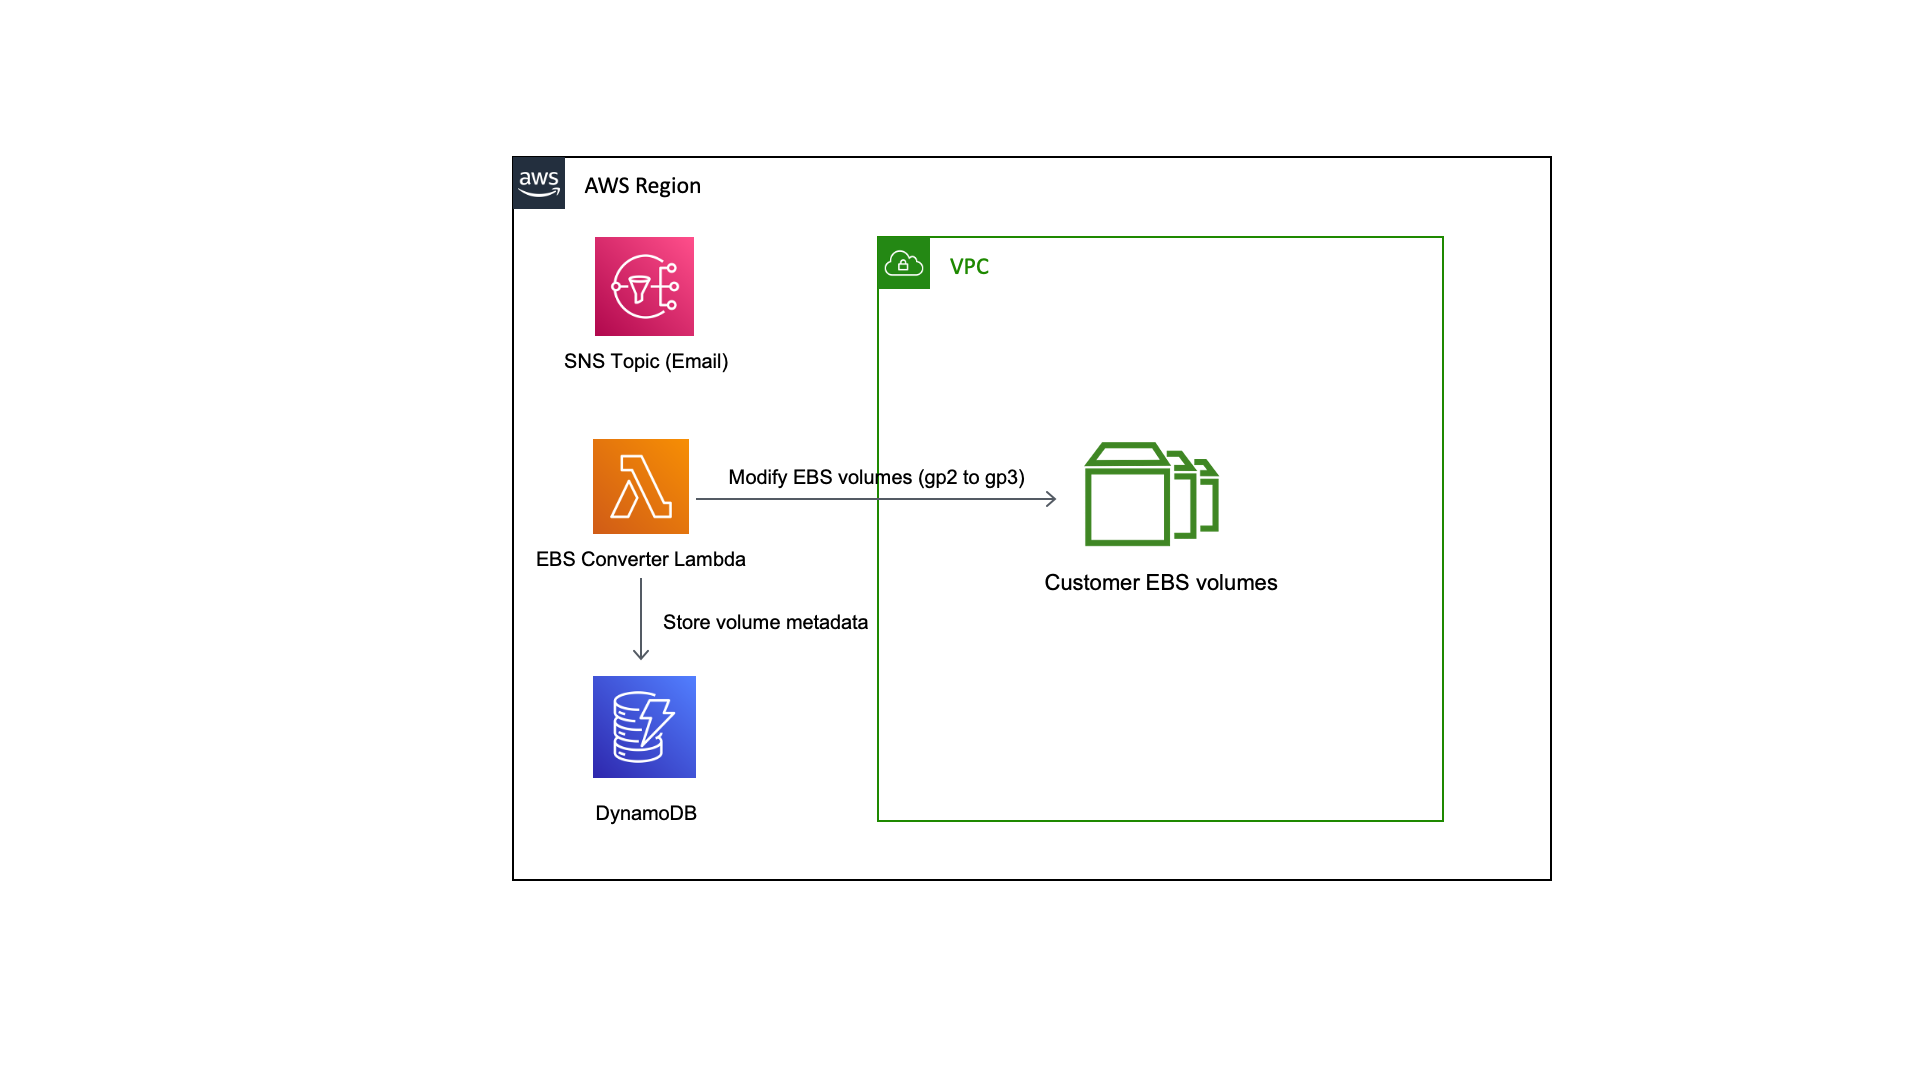 aws
AWS Region
VPC
SNS Topic (Email)
Modify EBS volumes (gp2 to gp3)
EBS Converter Lambda
Customer EBS volumes
Store volume metadata
DynamoDB